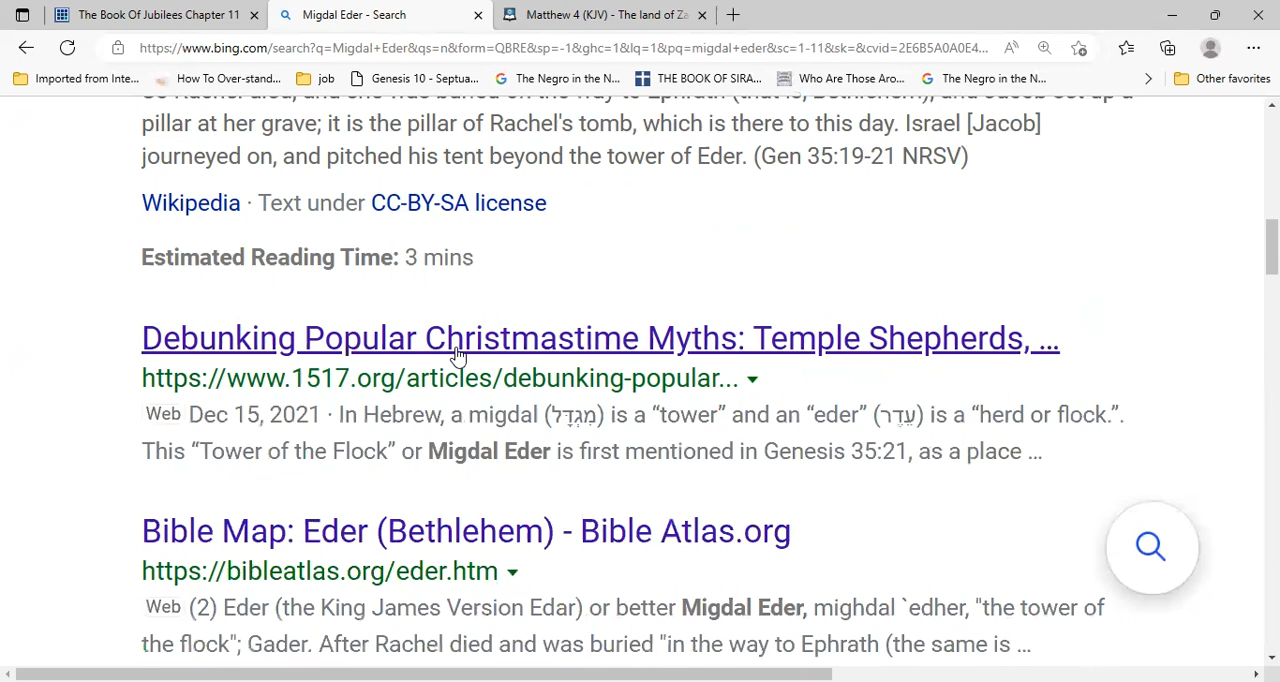 The Book Of Jubilees Chapter 11
Migdal Eder - Search
Matthew 4 (KJV) - The land of Za
https://www.bing.com/search?q=Migdal+Eder&qs=n&form=QBRE&sp=-1&ghc=1&lq=1&pq=migdal+eder&sc=1-11&sk=&cvid=2E6B5A0A0E4...
Imported from Inte...
How To Over-stand...
job
Genesis 10 - Septua...
The Negro in the N...
THE BOOK OF SIRA...
Who Are Those Aro...
The Negro in the N...
Other favorites
So Rachel died, and she was buried on the way to Ephrath (that is, Bethlehem), and Jacob set up a
pillar at her grave; it is the pillar of Rachel's tomb, which is there to this day. Israel [Jacob]
journeyed on, and pitched his tent beyond the tower of Eder. (Gen 35:19-21 NRSV)
Wikipedia · Text under CC-BY-SA license
Estimated Reading Time: 3 mins
Debunking Popular Christmastime Myths: Temple Shepherds, ...
https://www.1517.org/articles/debunking-popular...
Web Dec 15, 2021 · In Hebrew, a migdal (מִגְדָּל) is a “tower” and an “eder” (עֵדֶר) is a “herd or flock.”.
This “Tower of the Flock” or Migdal Eder is first mentioned in Genesis 35:21, as a place ...
Bible Map: Eder (Bethlehem) - Bible Atlas.org
https://bibleatlas.org/eder.htm
Web (2) Eder (the King James Version Edar) or better Migdal Eder, mighdal `edher, "the tower of
the flock"; Gader. After Rachel died and was buried "in the way to Ephrath (the same is ...